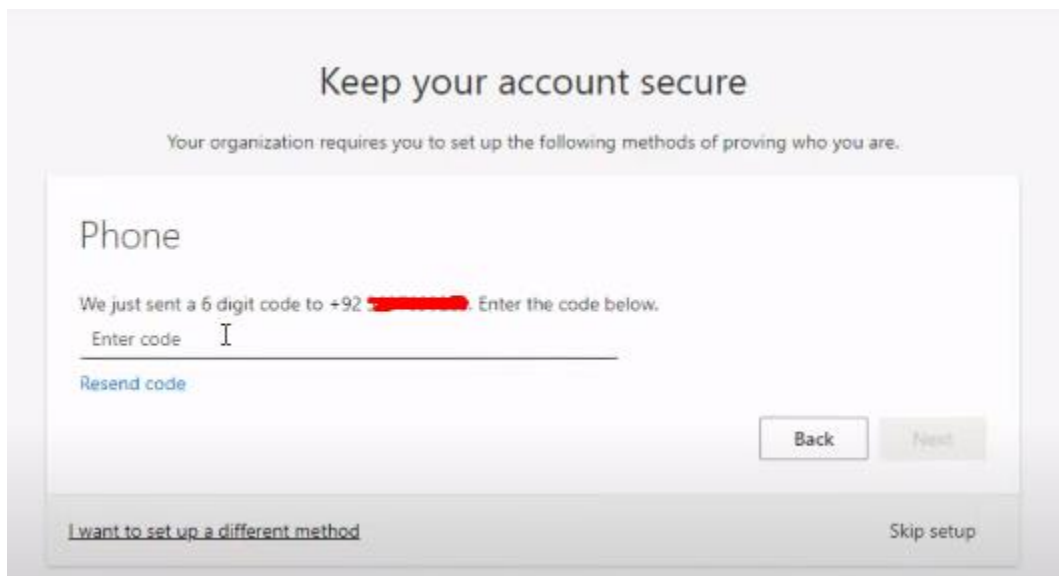 Keep your account secure
Your organization requires you to set up the following methods of proving who you are.
Phone
We just sent a 6 digit code to +92 . Enter the code below.
Enter code
Resend code
Back
Next
I want to set up a different method
Skip setup